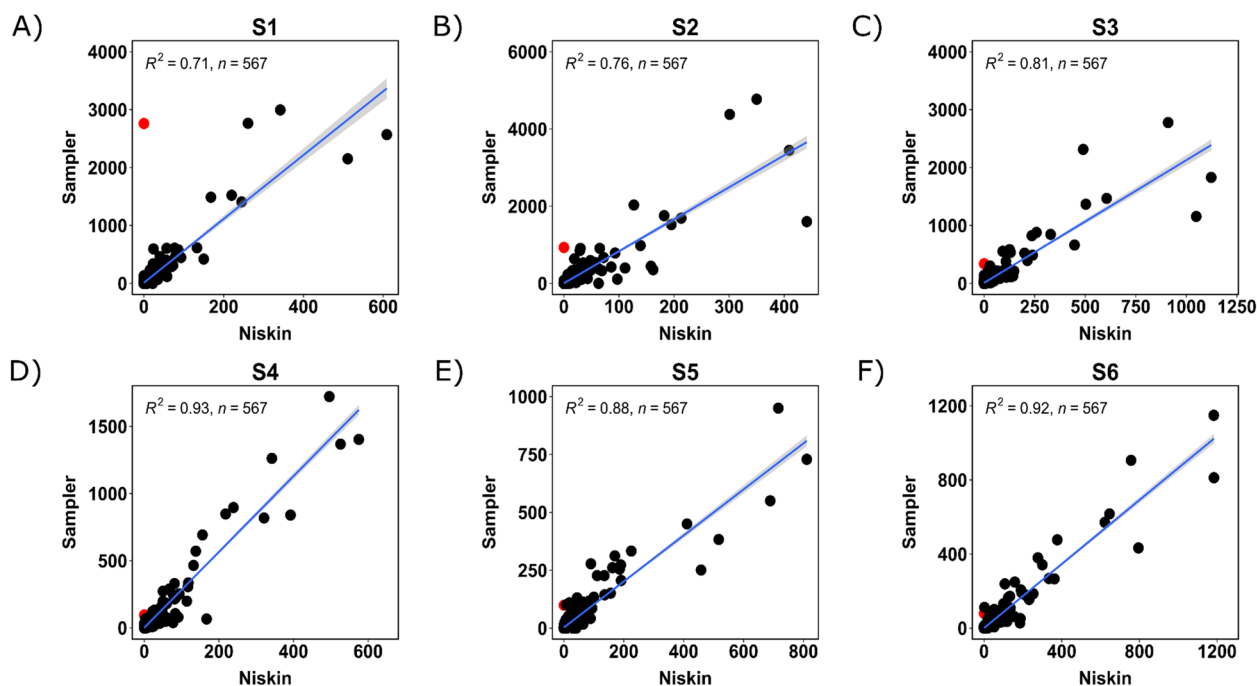 A)
S1
R² = 0.71, n = 567
4000
3000
2000
1000
0
Sampler
0 200 400 600
Niskin
B)
S2
R² = 0.76, n = 567
6000
4000
2000
0
Sampler
0 100 200 300 400
Niskin
C)
S3
R² = 0.81, n = 567
4000
3000
2000
1000
0
Sampler
0 250 500 750 1000 1250
Niskin
D)
S4
R² = 0.93, n = 567
1500
1000
500
0
Sampler
0 200 400 600
Niskin
E)
S5
R² = 0.88, n = 567
1000
750
500
250
0
Sampler
0 200 400 600 800
Niskin
F)
S6
R² = 0.92, n = 567
1200
800
400
0
Sampler
0 400 800 1200
Niskin